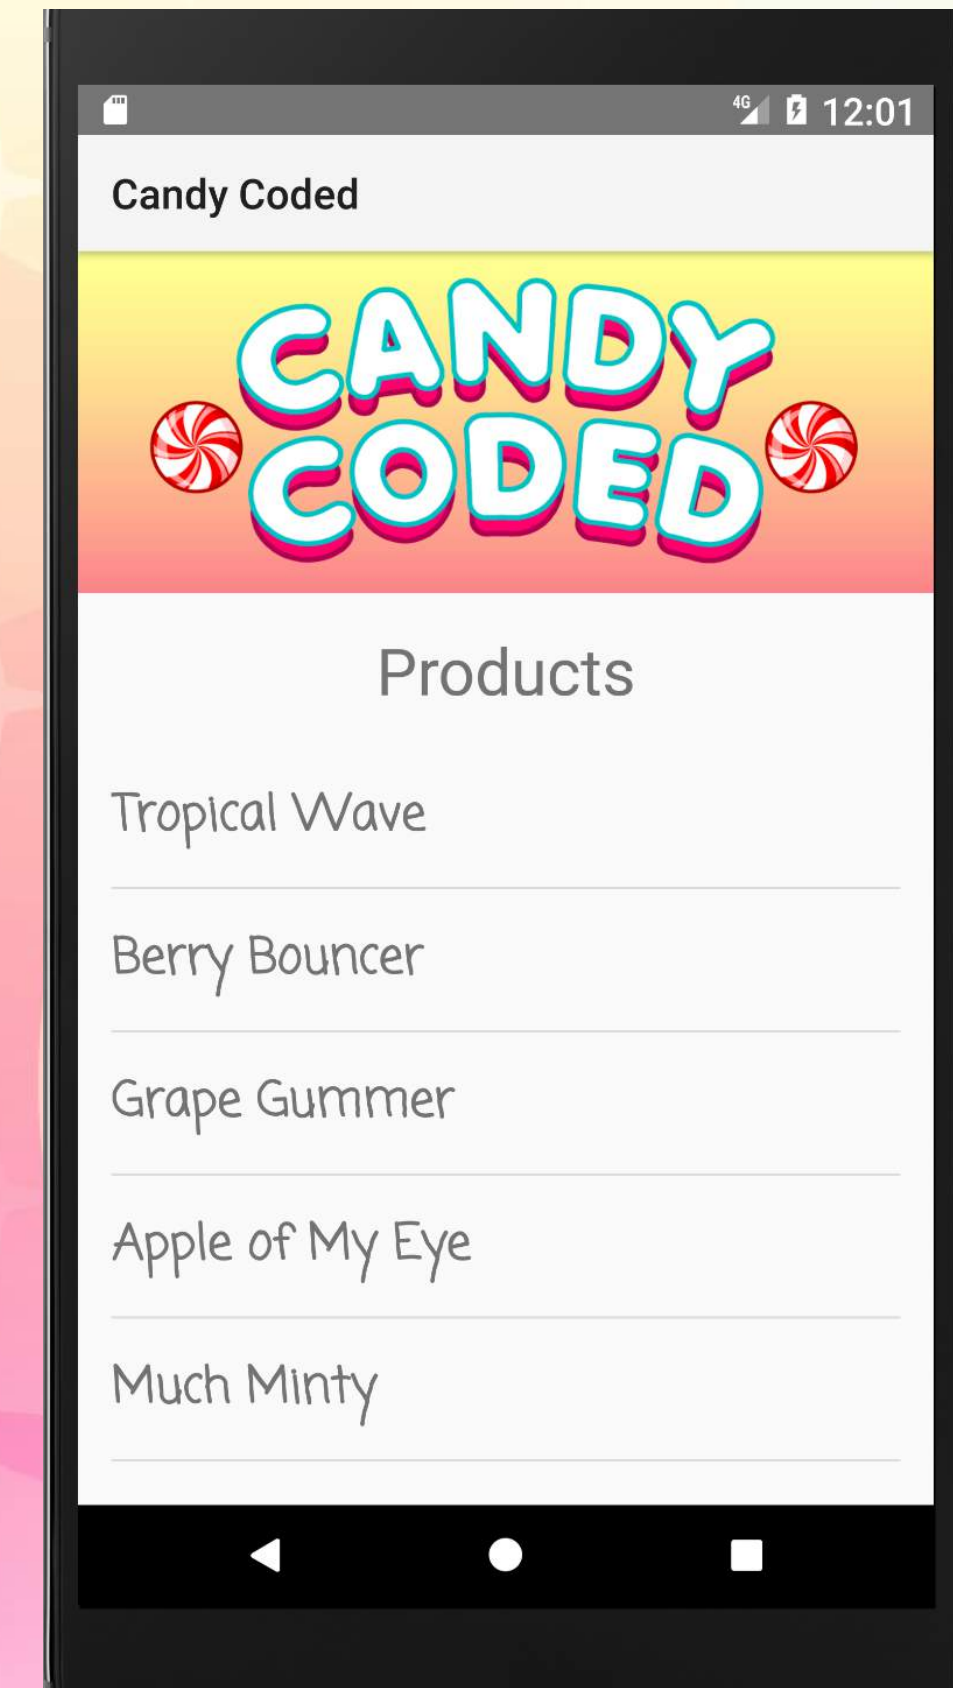 4G 12:01
Candy Coded
CANDY
CODED
Products
Tropical Wave
Berry Bouncer
Grape Gummer
Apple of My Eye
Much Minty